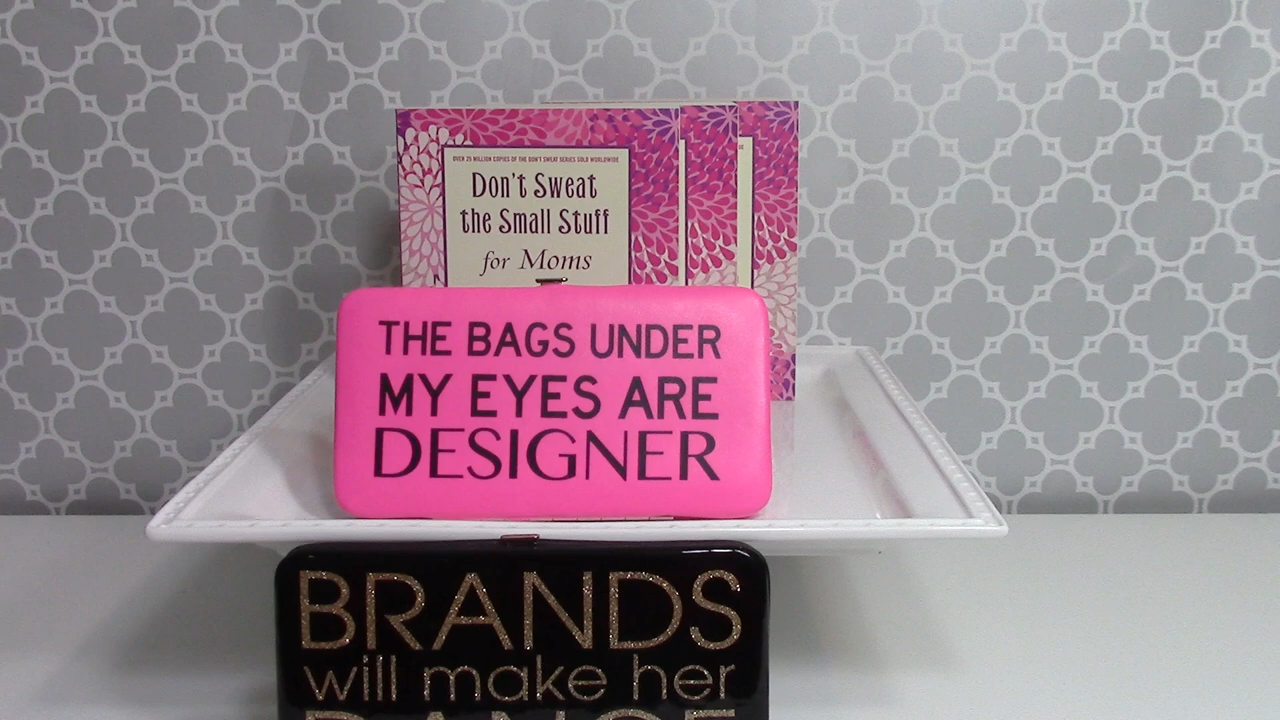 OVER 25 MILLION COPIES OF THE DON'T SWEAT SERIES SOLD WORLDWIDE
Don't Sweat
the Small Stuff
for Moms
THE BAGS UNDER
MY EYES ARE
DESIGNER
BRANDS
will make her
DANCE